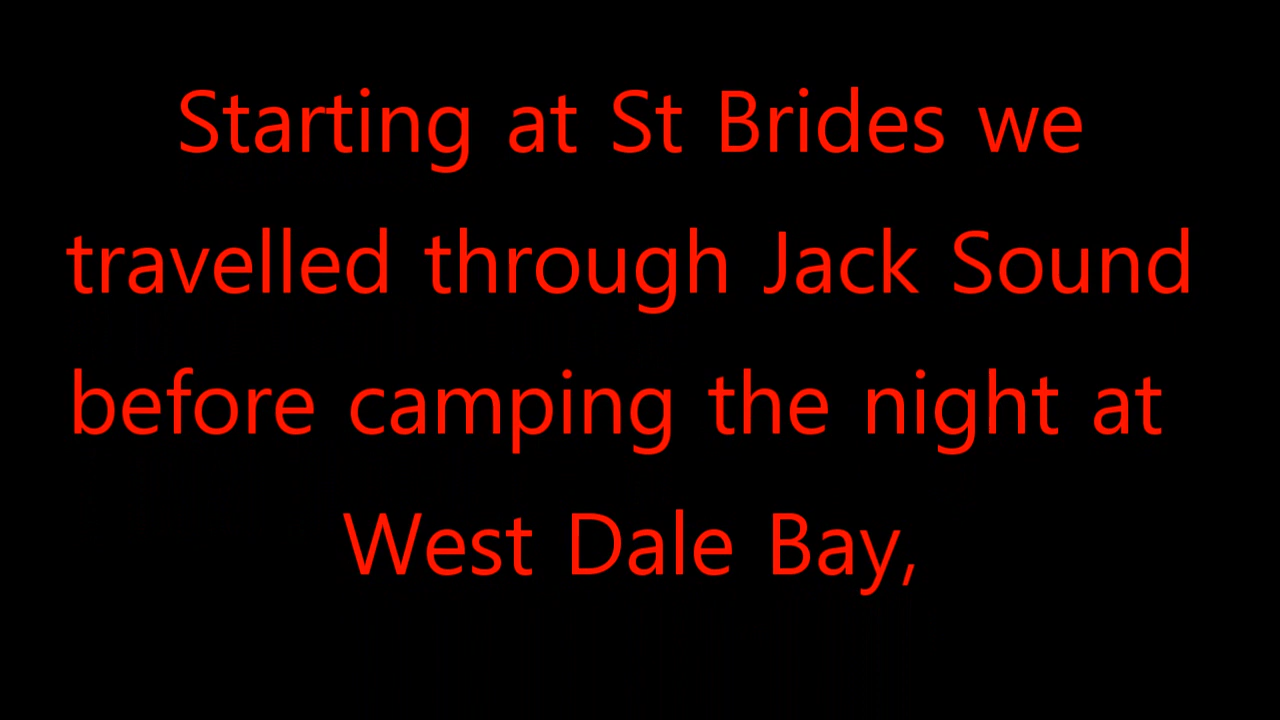 Starting at St Brides we
travelled through Jack Sound
before camping the night at
West Dale Bay,